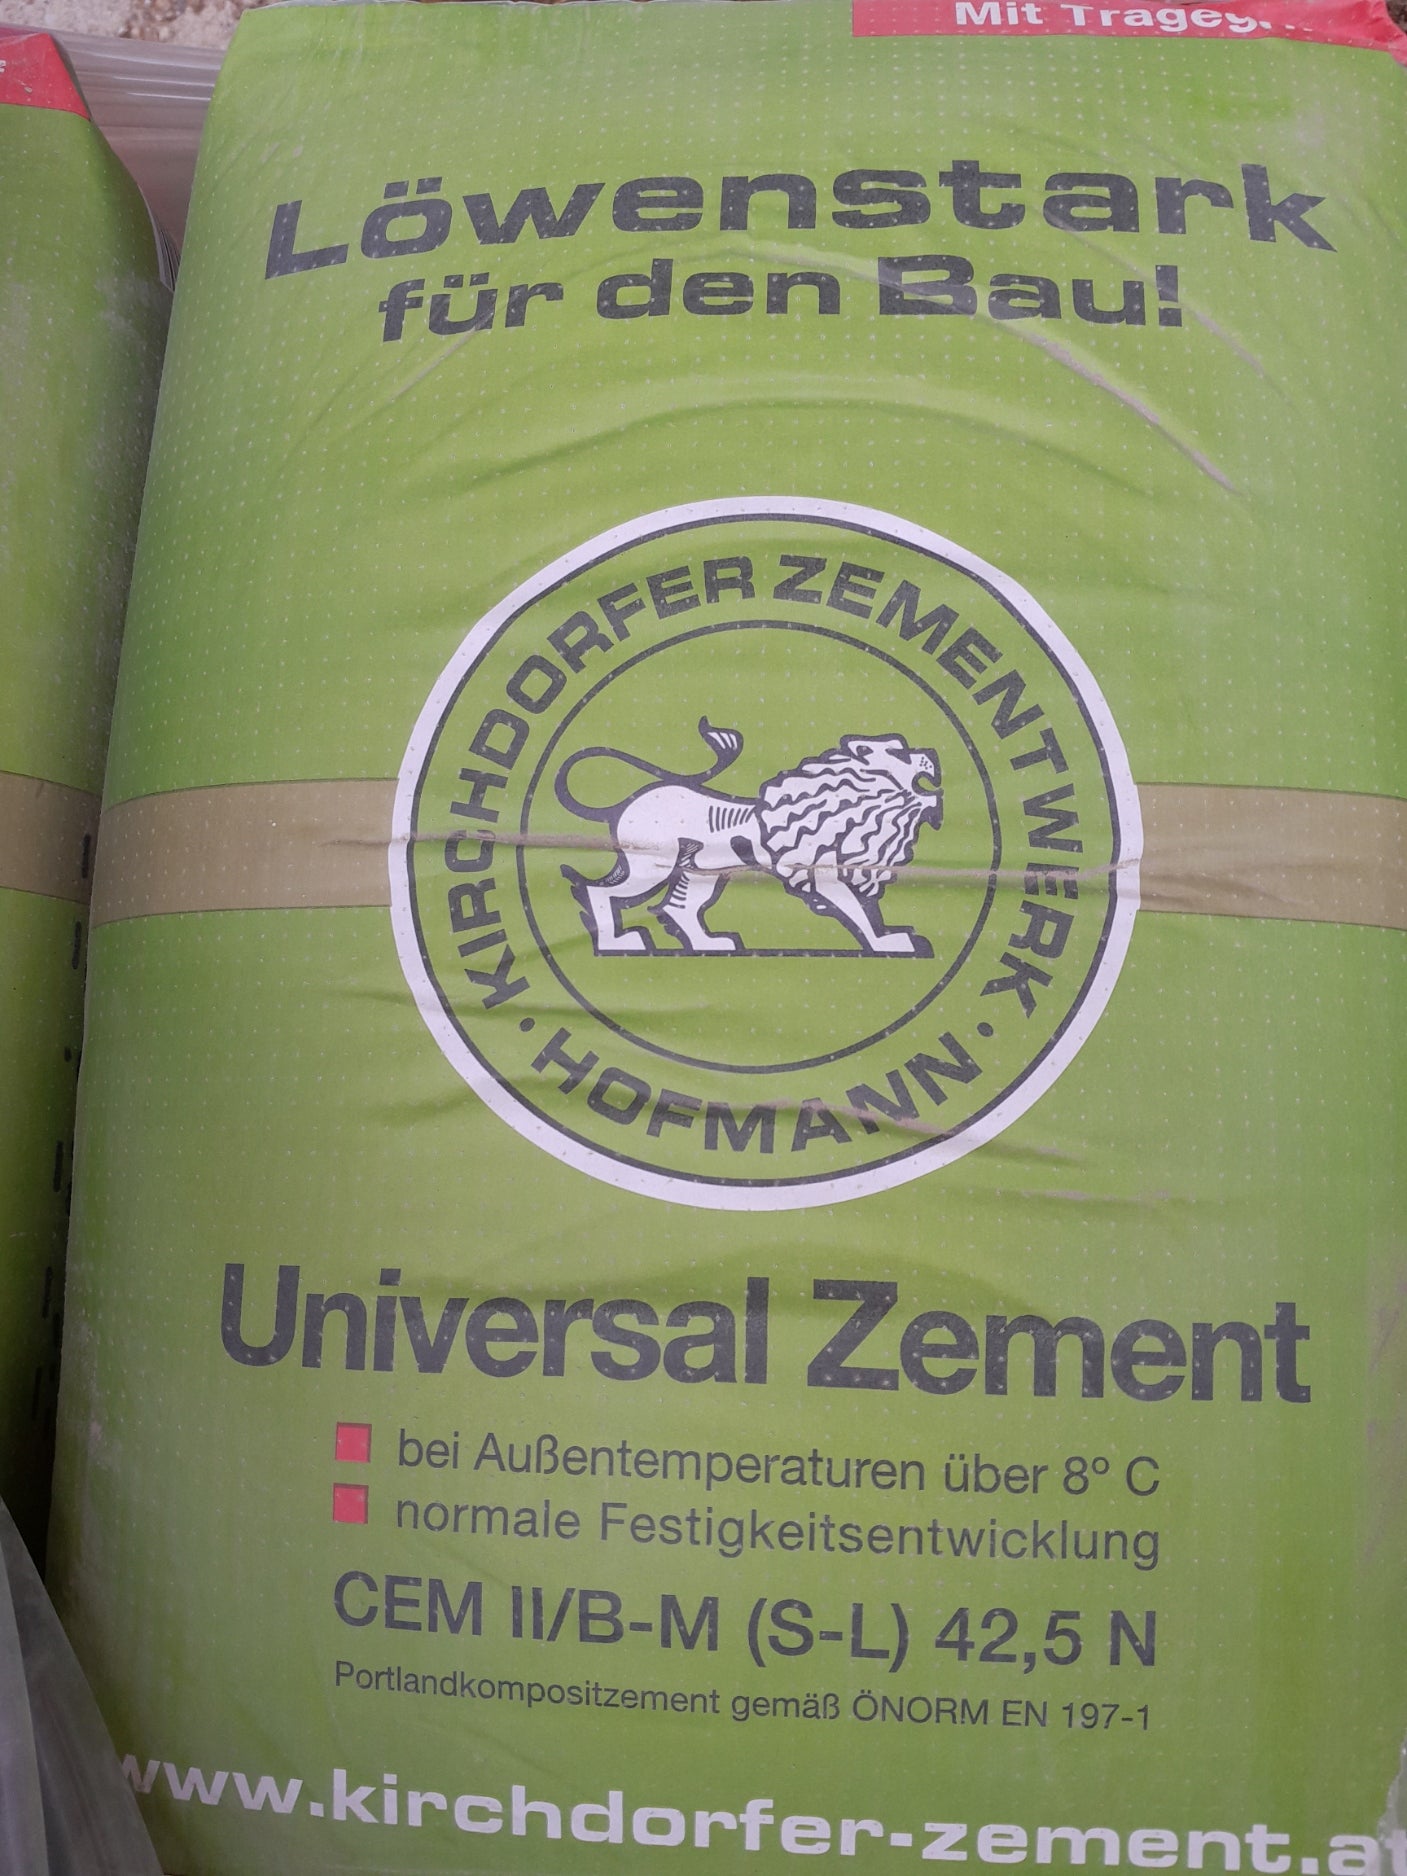 Mit
Löwenstark
für den Bau!
KIRCHDORFER ZEMENTWERK
· HOFMANN ·
Universal Zement
bei Außentemperaturen über 8° C
normale Festigkeitsentwicklung
CEM II/B-M (S-L) 42,5 N
Portlandkompositzement gemäß ÖNORM EN 197-1
www.kirchdorfer-zement.at